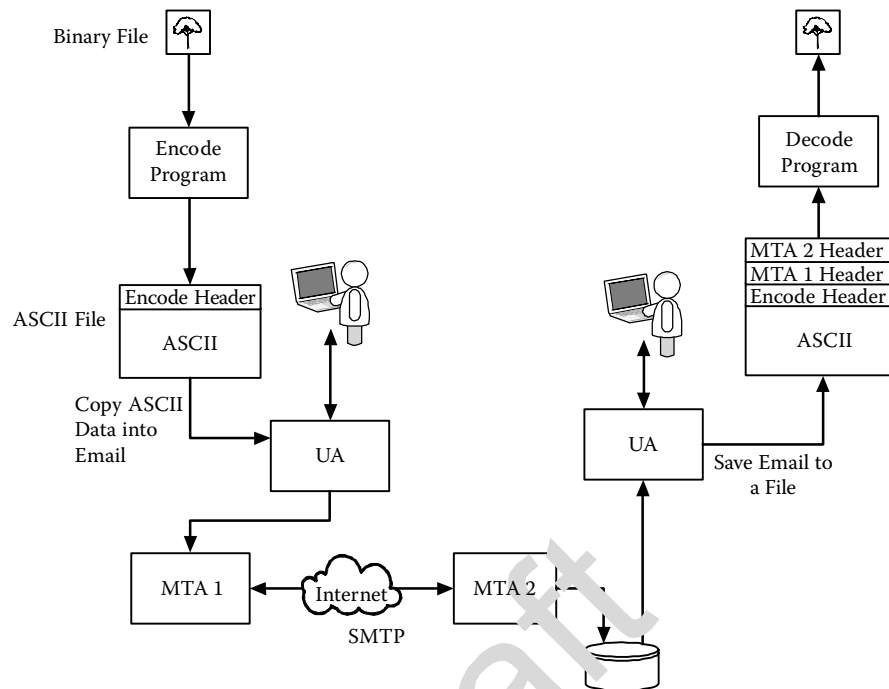 Binary File
Encode
Program
Encode Header
ASCII File
ASCII
Copy ASCII
Data into
Email
UA
MTA 1
Internet
SMTP
MTA 2
UA
Save Email to
a File
Decode
Program
MTA 2 Header
MTA 1 Header
Encode Header
ASCII